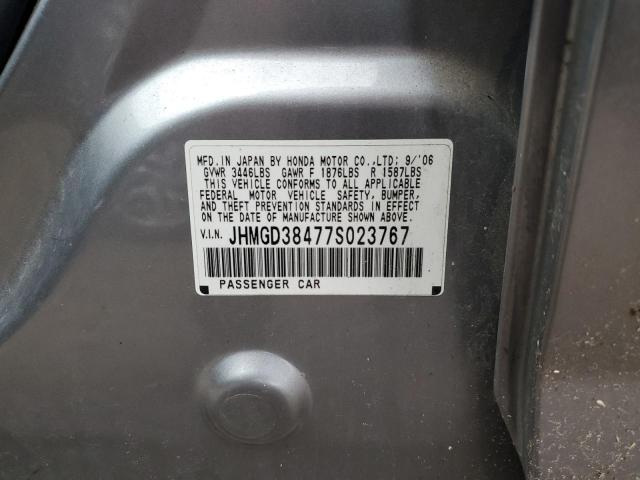 MFD.IN JAPAN BY HONDA MOTOR CO.,LTD; 9/'06
GVWR 3446LBS GAWR F 1876LBS R 1587LBS
THIS VEHICLE CONFORMS TO ALL APPLICABLE
FEDERAL MOTOR VEHICLE SAFETY, BUMPER,
AND THEFT PREVENTION STANDARDS IN EFFECT
ON THE DATE OF MANUFACTURE SHOWN ABOVE.
V.I.N. JHMGD38477S023767
PASSENGER CAR